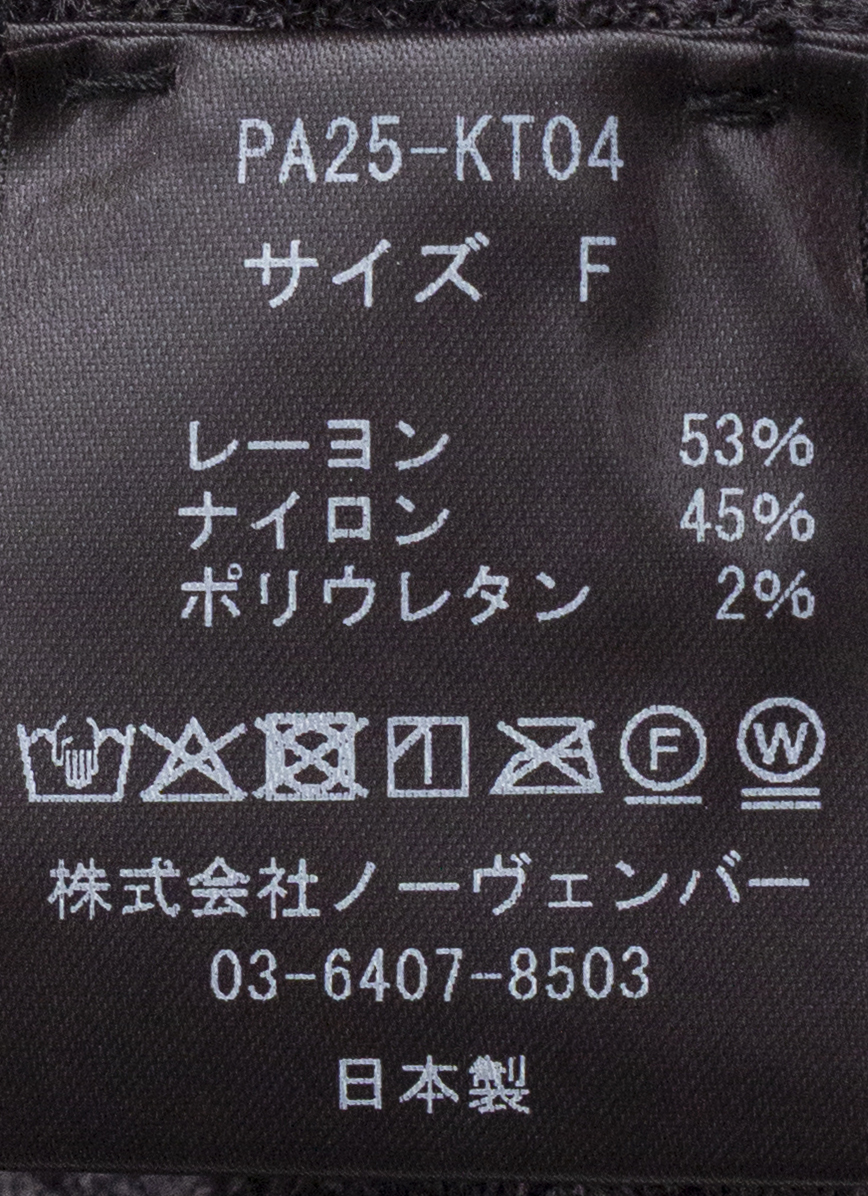 PA25-KT04
サイズ F
レーヨン 53%
ナイロン 45%
ポリウレタン 2%
F W
株式会社ノーヴェンバー
03-6407-8503
日本製